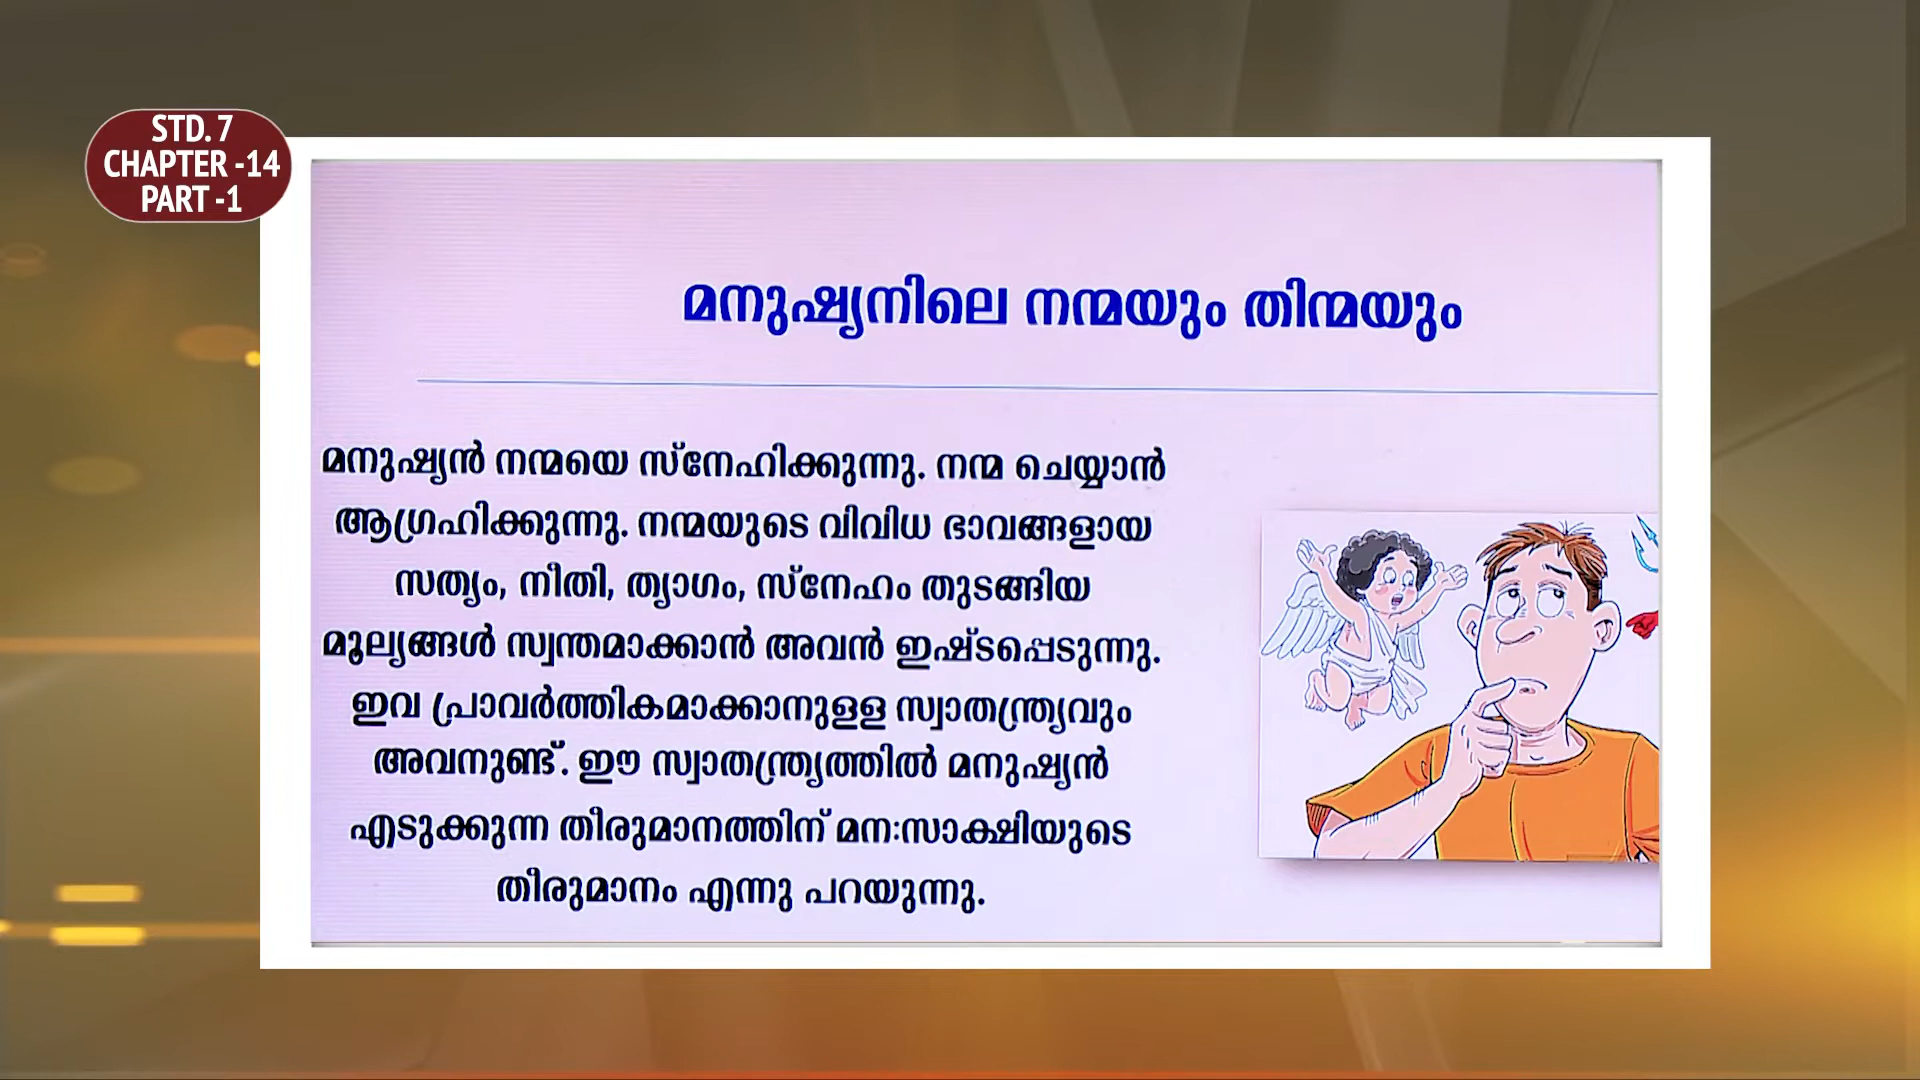 STD. 7
CHAPTER -14
PART -1
മനുഷ്യനിലെ നന്മയും തിന്മയും
മനുഷ്യൻ നന്മയെ സ്നേഹിക്കുന്നു. നന്മ ചെയ്യാൻ
ആഗ്രഹിക്കുന്നു. നന്മയുടെ വിവിധ ഭാവങ്ങളായ
സത്യം, നീതി, ത്യാഗം, സ്നേഹം തുടങ്ങിയ
മൂല്യങ്ങൾ സ്വന്തമാക്കാൻ അവൻ ഇഷ്ടപ്പെടുന്നു.
ഇവ പ്രാവർത്തികമാക്കാനുളള സ്വാതന്ത്ര്യവും
അവനുണ്ട്. ഈ സ്വാതന്ത്ര്യത്തിൽ മനുഷ്യൻ
എടുക്കുന്ന തീരുമാനത്തിന് മന:സാക്ഷിയുടെ
തീരുമാനം എന്നു പറയുന്നു.